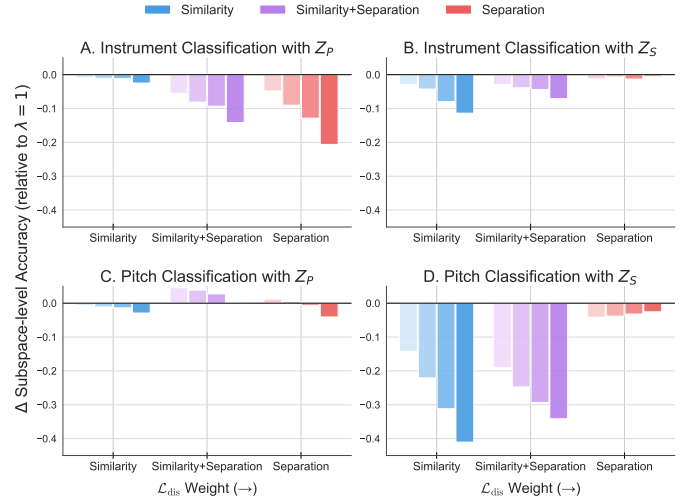 Similarity Similarity+Separation Separation
A. Instrument Classification with Z_P
B. Instrument Classification with Z_S
Δ Subspace-level Accuracy (relative to λ = 1)
0.0
−0.1
−0.2
−0.3
−0.4
Similarity Similarity+Separation Separation
0.0
−0.1
−0.2
−0.3
−0.4
Similarity Similarity+Separation Separation
C. Pitch Classification with Z_P
D. Pitch Classification with Z_S
0.0
−0.1
−0.2
−0.3
−0.4
Similarity Similarity+Separation Separation
0.0
−0.1
−0.2
−0.3
−0.4
Similarity Similarity+Separation Separation
ℒ_dis Weight (→)
ℒ_dis Weight (→)